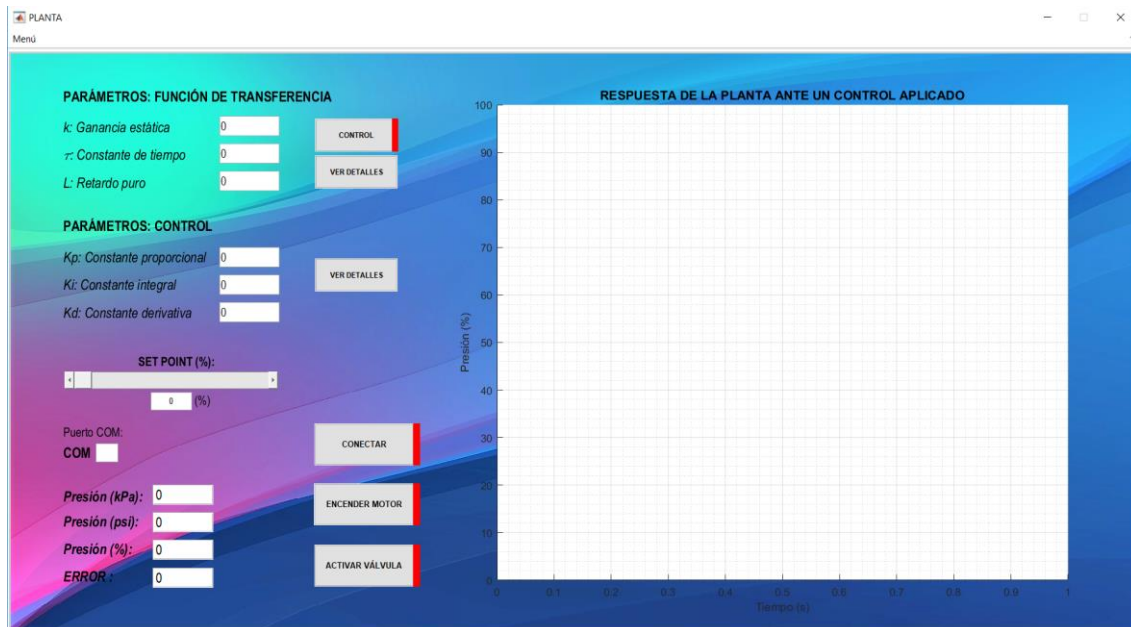 PLANTA
Menú
PARÁMETROS: FUNCIÓN DE TRANSFERENCIA
k: Ganancia estàtica 0
τ: Constante de tiempo 0
L: Retardo puro 0
CONTROL
VER DETALLES
PARÁMETROS: CONTROL
Kp: Constante proporcional 0
Ki: Constante integral 0
Kd: Constante derivativa 0
VER DETALLES
SET POINT (%):
0 (%)
Puerto COM:
COM
CONECTAR
Presión (kPa): 0
Presión (psi): 0
Presión (%): 0
ERROR : 0
ENCENDER MOTOR
ACTIVAR VÁLVULA
RESPUESTA DE LA PLANTA ANTE UN CONTROL APLICADO
Presión (%)
100
90
80
70
60
50
40
30
20
10
0
0 0.1 0.2 0.3 0.4 0.5 0.6 0.7 0.8 0.9 1
Tiempo (s)